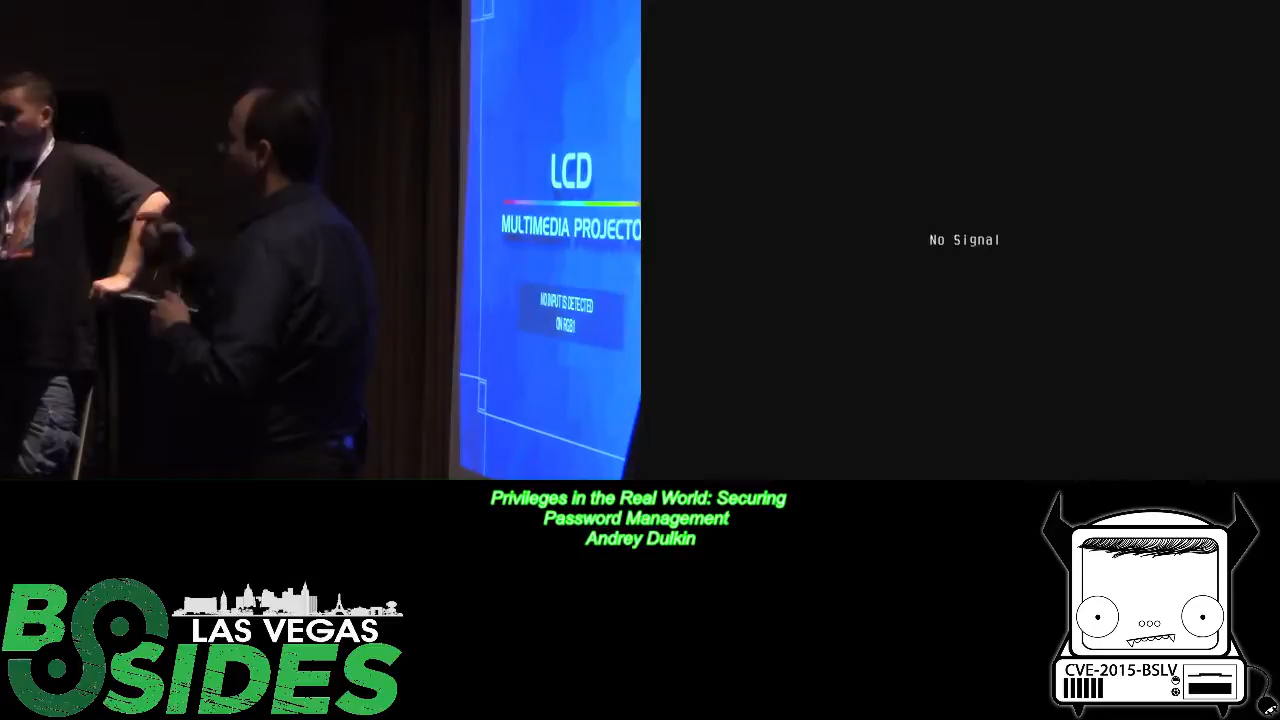 LCD
MULTIMEDIA PROJECTO
NO INPUT IS DETECTED
ON RGB1
No Signal
Privileges in the Real World: Securing
Password Management
Andrey Dulkin
BSIDES
LAS VEGAS
CVE-2015-BSLV